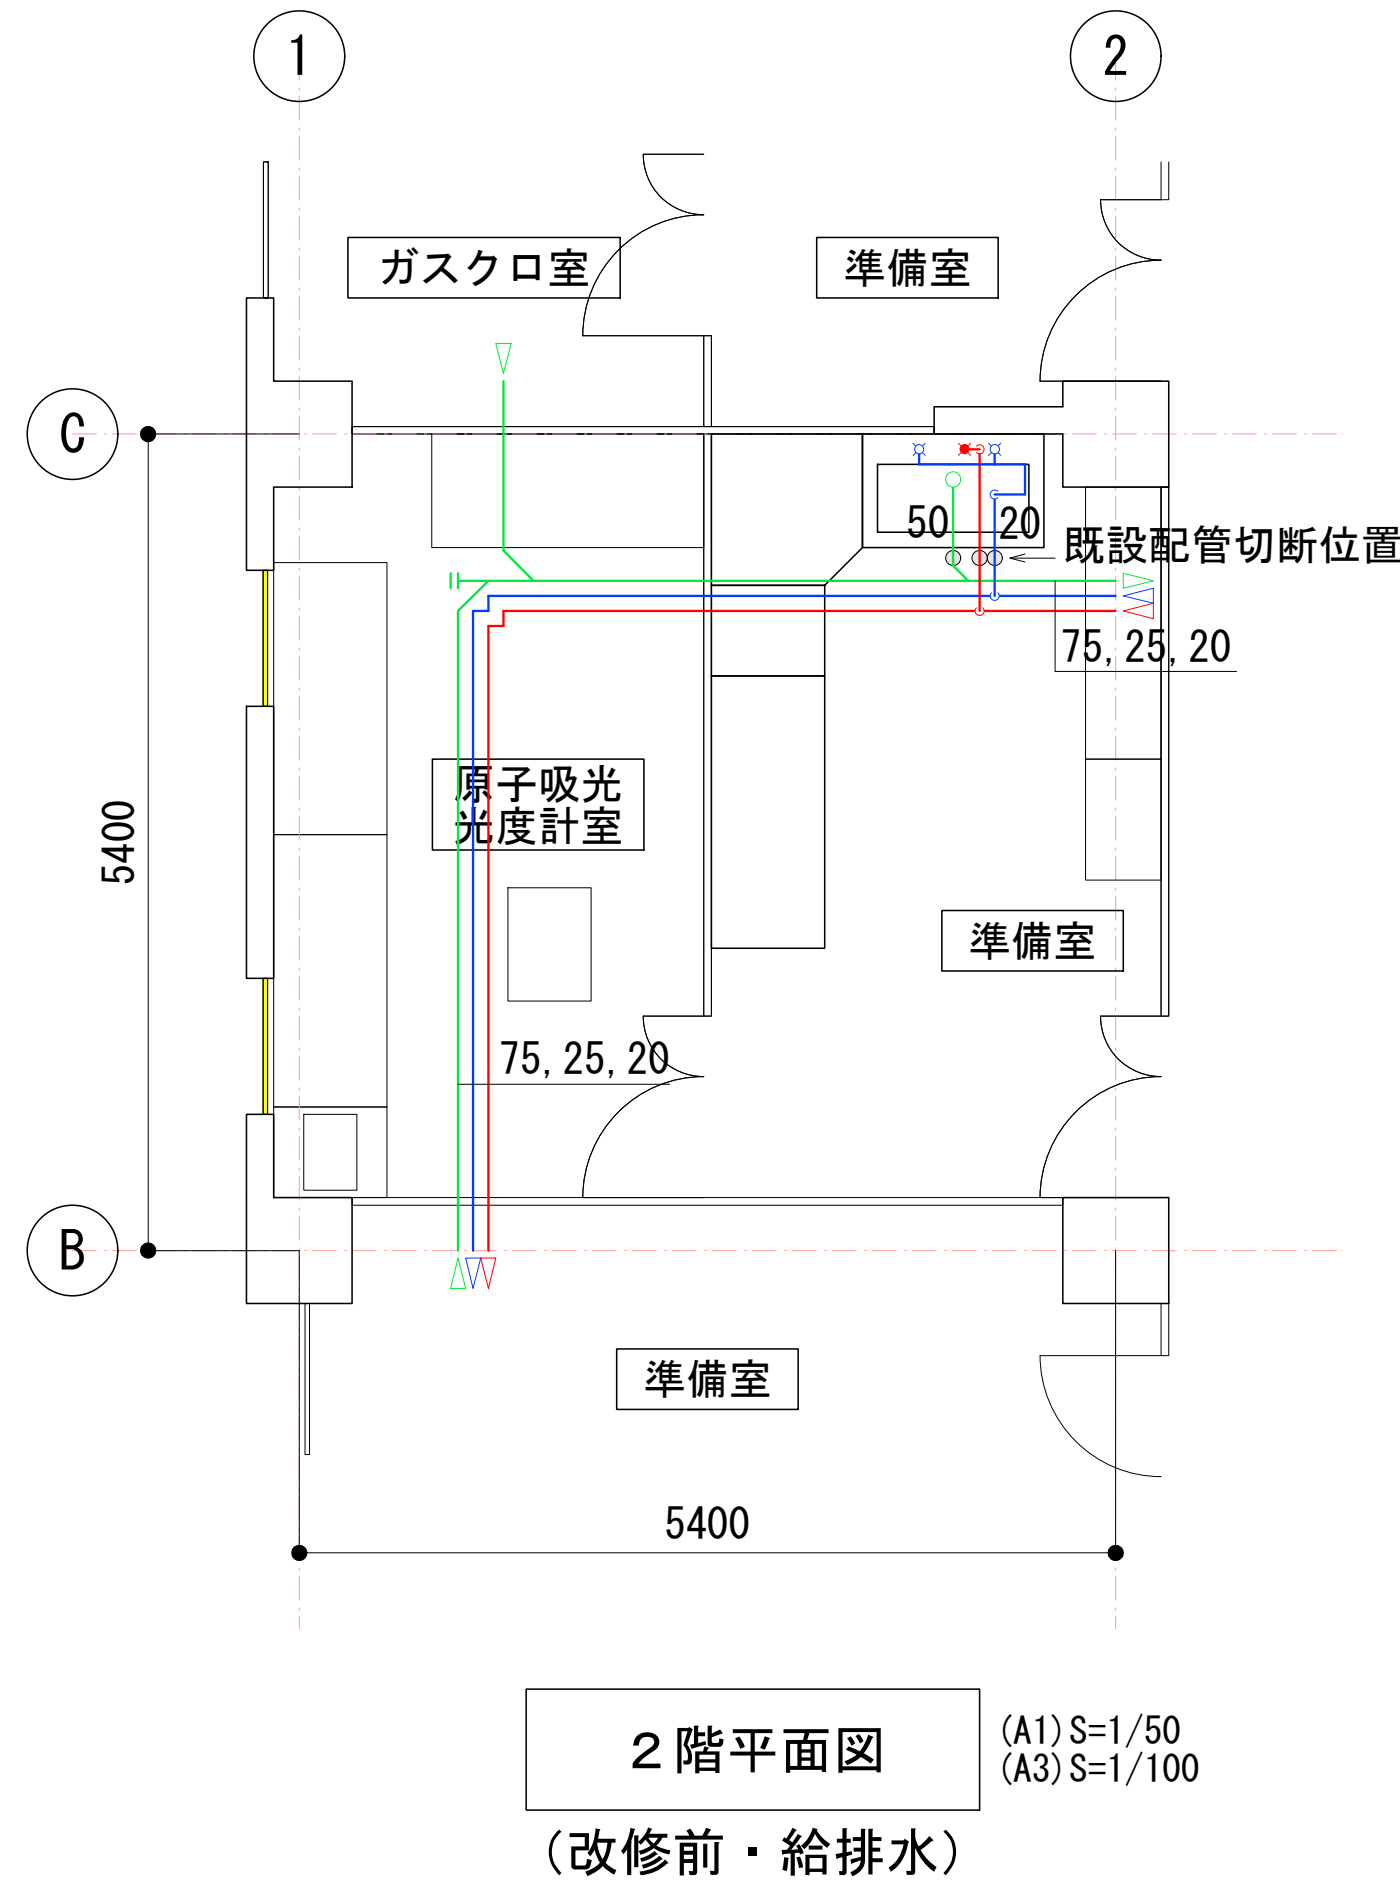 1
2
ガスクロ室
準備室
C
50
20
既設配管切断位置
75,25,20
原子吸光
光度計室
5400
準備室
75,25,20
B
準備室
5400
2階平面図
(A1)S=1/50
(A3)S=1/100
（改修前・給排水）